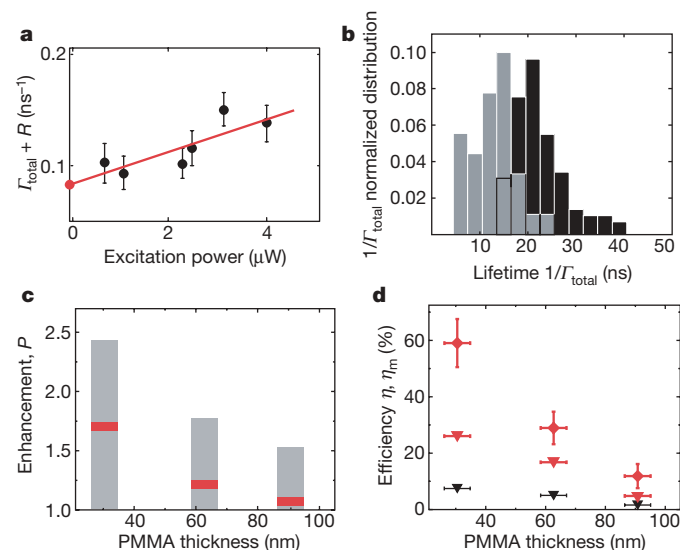 a
0.2
0.1
Γtotal + R (ns⁻¹)
0
2
4
Excitation power (μW)
b
0.10
0.08
0.06
0.04
0.02
1/Γtotal normalized distribution
10
20
30
40
50
Lifetime 1/Γtotal (ns)
c
2.5
2.0
1.5
1.0
Enhancement, P
40
60
80
100
PMMA thickness (nm)
d
60
40
20
0
Efficiency η, ηm (%)
40
60
80
100
PMMA thickness (nm)